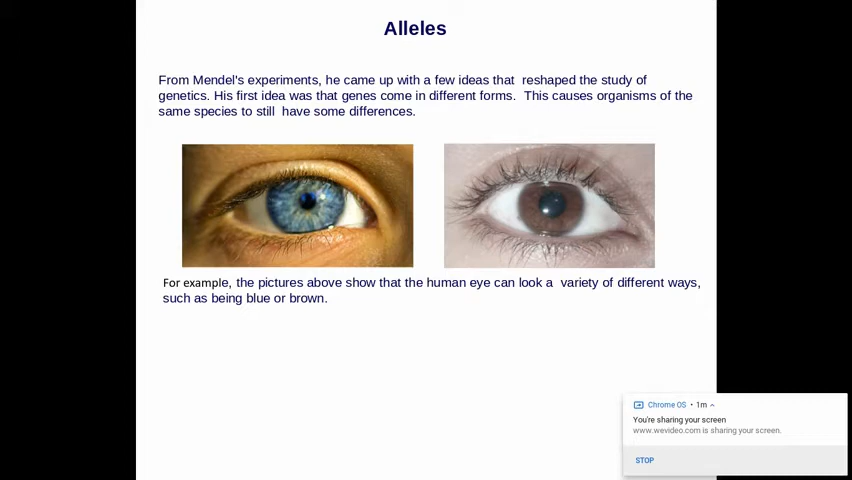 Alleles
From Mendel's experiments, he came up with a few ideas that  reshaped the study of
genetics. His first idea was that genes come in different forms.  This causes organisms of the
same species to still  have some differences.
For example, the pictures above show that the human eye can look a  variety of different ways,
such as being blue or brown.
Chrome OS • 1m
You're sharing your screen
www.wevideo.com is sharing your screen.
STOP